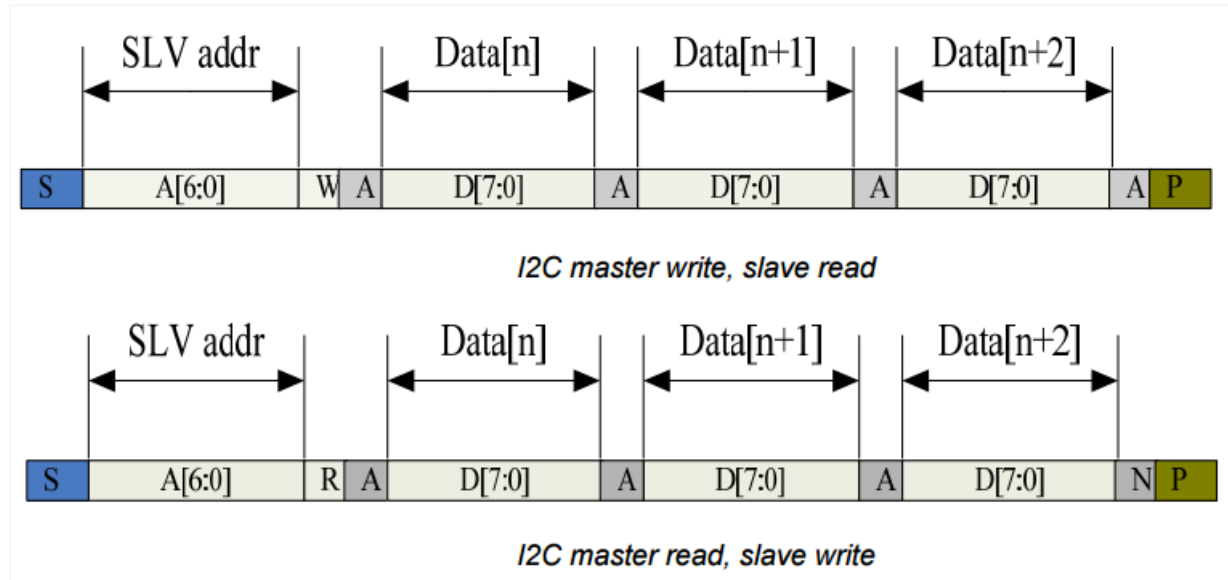 SLV addr Data[n] Data[n+1] Data[n+2]
S A[6:0] W A D[7:0] A D[7:0] A D[7:0] A P
I2C master write, slave read
SLV addr Data[n] Data[n+1] Data[n+2]
S A[6:0] R A D[7:0] A D[7:0] A D[7:0] N P
I2C master read, slave write